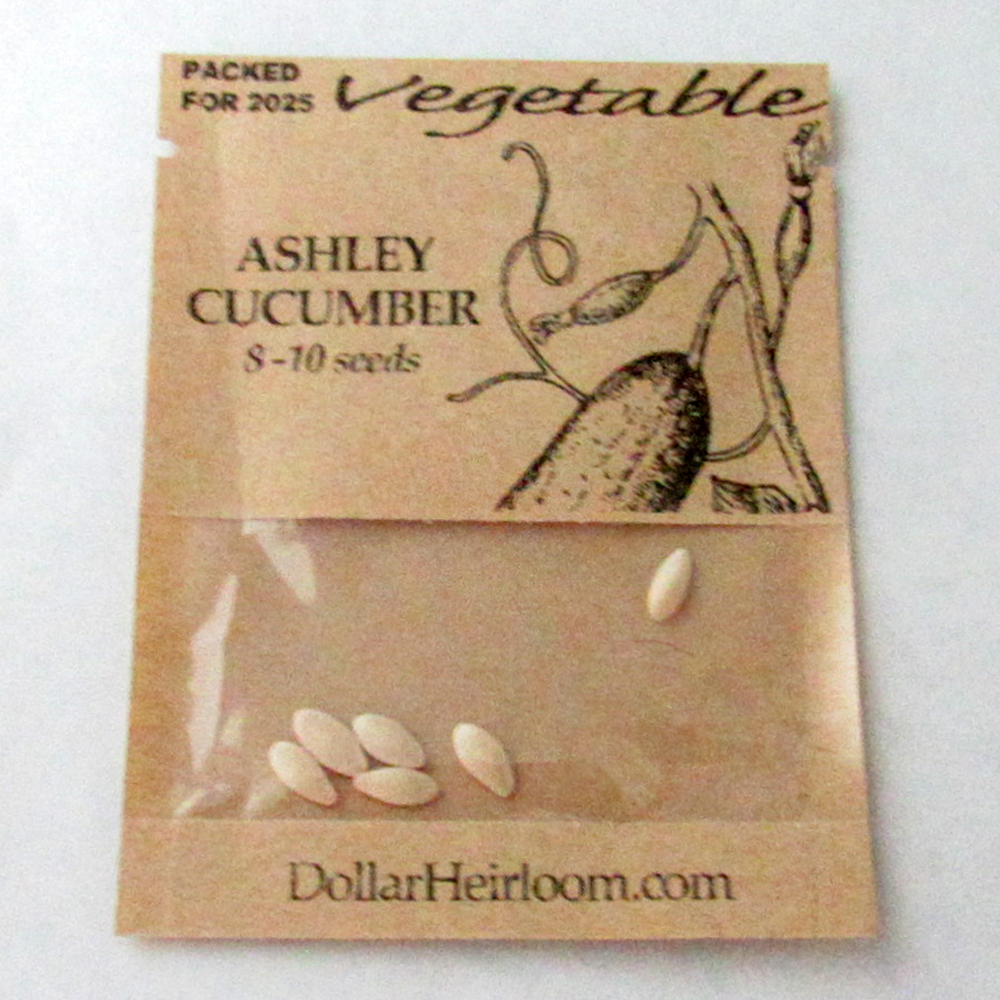 PACKED
FOR 2025
Vegetable
ASHLEY
CUCUMBER
8-10 seeds
DollarHeirloom.com